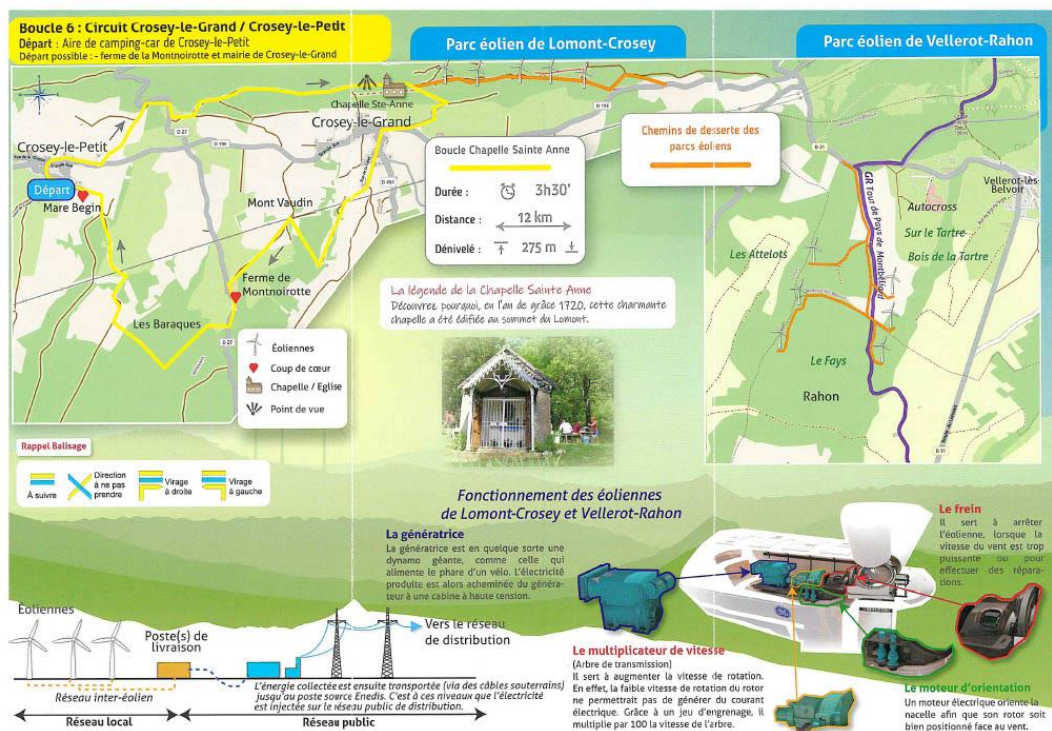 Boucle 6 : Circuit Crosey-le-Grand / Crosey-le-Petit
Départ : Aire de camping-car de Crosey-le-Petit
Départ possible : - ferme de la Montnoirotte et mairie de Crosey-le-Grand
Parc éolien de Lomont-Crosey
Parc éolien de Vellerot-Rahon
Chapelle Ste-Anne
Crosey-le-Grand
Crosey-le-Petit
Départ
Mare Begin
Mont Vaudin
Ferme de
Montnoirotte
Les Baraques
D 27
D 27
D 31
D 31
Boucle Chapelle Sainte Anne
Durée : 3h30'
Distance : 12 km
Dénivelé : 275 m
Chemins de desserte des
parcs éoliens
GR Tour de Pays de Montbéliard
Vellerot-lès-
Belvoir
Autocross
Sur le Tartre
Bois de la Tartre
Les Attelots
Le Fays
Rahon
La légende de la Chapelle Sainte Anne
Découvrez pourquoi, en l'an de grâce 1720, cette charmante
chapelle a été édifiée au sommet du Lomont.
Éoliennes
Coup de cœur
Chapelle / Eglise
Point de vue
Rappel Balisage
À suivre
Direction
à ne pas
prendre
Virage
à droite
Virage
à gauche
Fonctionnement des éoliennes
de Lomont-Crosey et Vellerot-Rahon
La génératrice
La génératrice est en quelque sorte une
dynamo géante, comme celle qui
alimente le phare d'un vélo. L'électricité
produite est alors acheminée du généra-
teur à une cabine à haute tension.
Le frein
Il sert à arrêter
l'éolienne, lorsque la
vitesse du vent est trop
puissante ou pour
effectuer des répara-
tions.
Le multiplicateur de vitesse
(Arbre de transmission)
Il sert à augmenter la vitesse de rotation.
En effet, la faible vitesse de rotation du rotor
ne permettrait pas de générer du courant
électrique. Grâce à un jeu d'engrenage, il
multiplie par 100 la vitesse de l'arbre.
Le moteur d'orientation
Un moteur électrique oriente la
nacelle afin que son rotor soit
bien positionné face au vent.
Éoliennes
Poste(s) de
livraison
Vers le réseau
de distribution
Réseau inter-éolien
L'énergie collectée est ensuite transportée (via des câbles souterrains)
jusqu'au poste source Enedis. C'est à ces niveaux que l'électricité
est injectée sur le réseau public de distribution.
Réseau local
Réseau public